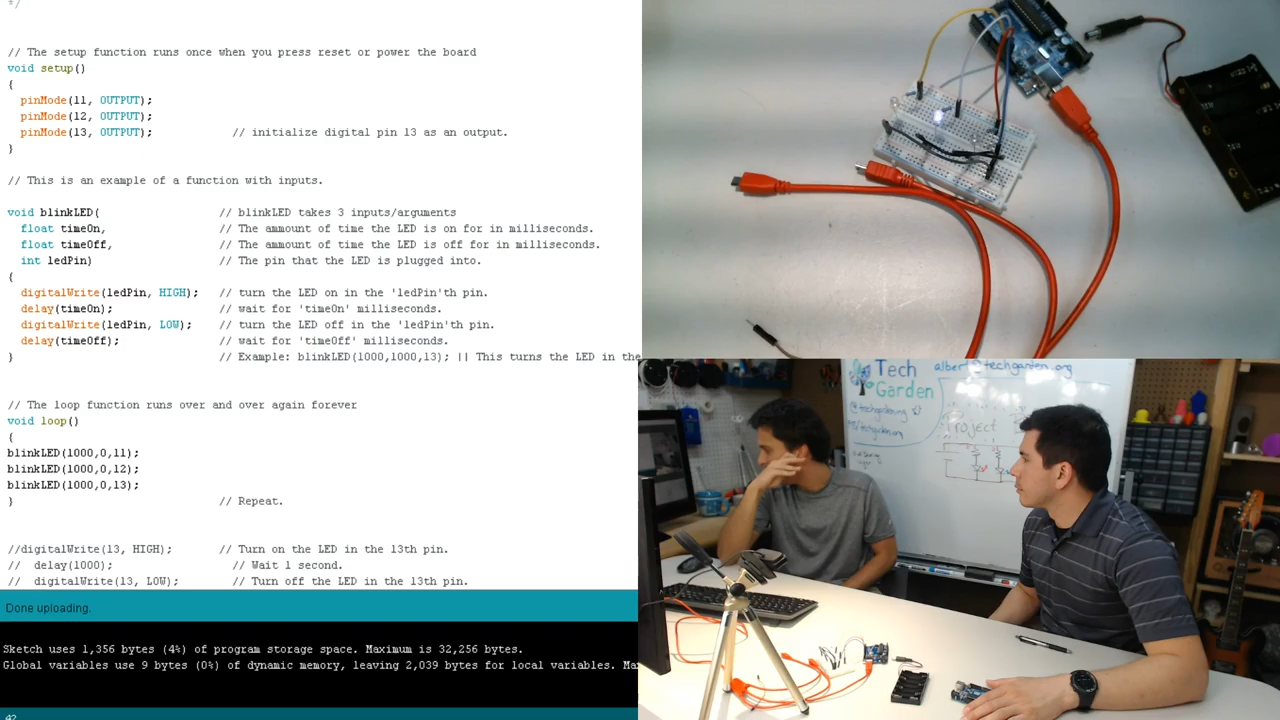 */
// The setup function runs once when you press reset or power the board
void setup()
{
pinMode(11, OUTPUT);
pinMode(12, OUTPUT);
pinMode(13, OUTPUT); // initialize digital pin 13 as an output.
}
// This is an example of a function with inputs.
void blinkLED( // blinkLED takes 3 inputs/arguments
float timeOn, // The ammount of time the LED is on for in milliseconds.
float timeOff, // The ammount of time the LED is off for in milliseconds.
int ledPin) // The pin that the LED is plugged into.
{
digitalWrite(ledPin, HIGH); // turn the LED on in the 'ledPin'th pin.
delay(timeOn); // wait for 'timeOn' milliseconds.
digitalWrite(ledPin, LOW); // turn the LED off in the 'ledPin'th pin.
delay(timeOff); // wait for 'timeOff' milliseconds.
} // Example: blinkLED(1000,1000,13); || This turns the LED in the
// The loop function runs over and over again forever
void loop()
{
blinkLED(1000,0,11);
blinkLED(1000,0,12);
blinkLED(1000,0,13);
} // Repeat.
//digitalWrite(13, HIGH); // Turn on the LED in the 13th pin.
// delay(1000); // Wait 1 second.
// digitalWrite(13, LOW); // Turn off the LED in the 13th pin.
Done uploading.
Sketch uses 1,356 bytes (4%) of program storage space. Maximum is 32,256 bytes.
Global variables use 9 bytes (0%) of dynamic memory, leaving 2,039 bytes for local variables. Ma
42
Tech
Garden
albert@techgarden.org
Project